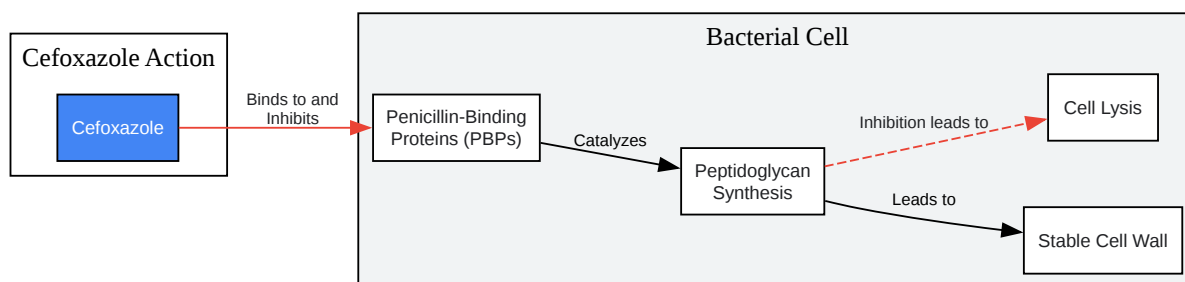 Cefoxazole Action
Cefoxazole
Binds to and
Inhibits
Bacterial Cell
Penicillin-Binding
Proteins (PBPs)
Catalyzes
Peptidoglycan
Synthesis
Inhibition leads to
Cell Lysis
Leads to
Stable Cell Wall